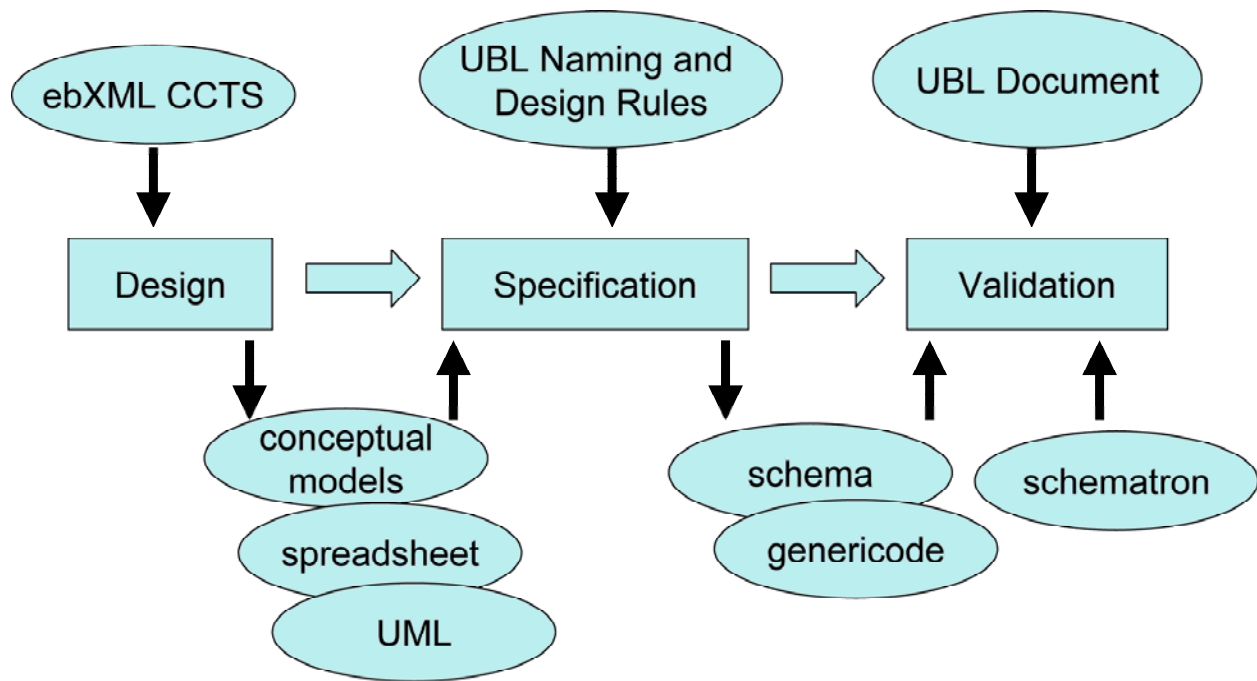 ebXML CCTS
UBL Naming and
Design Rules
UBL Document
Design
Specification
Validation
conceptual
models
spreadsheet
UML
schema
genericode
schematron